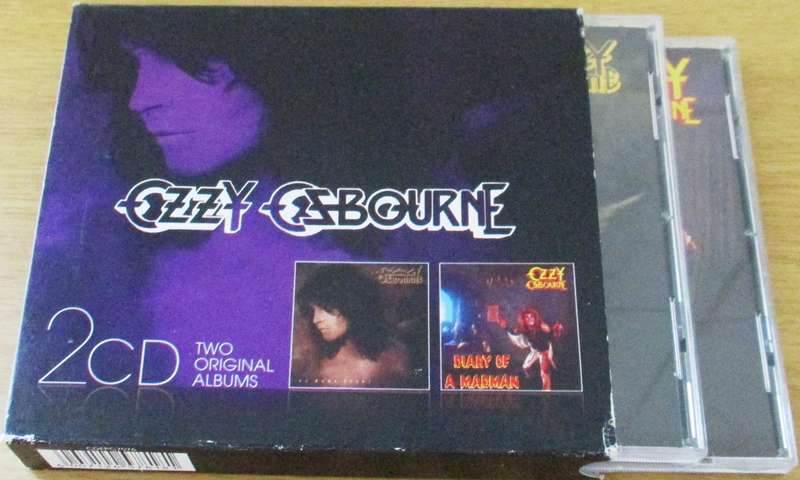 OZZY OSBOURNE
2CD
TWO
ORIGINAL
ALBUMS
OZZY
OSBOURNE
DIARY OF
A MADMAN